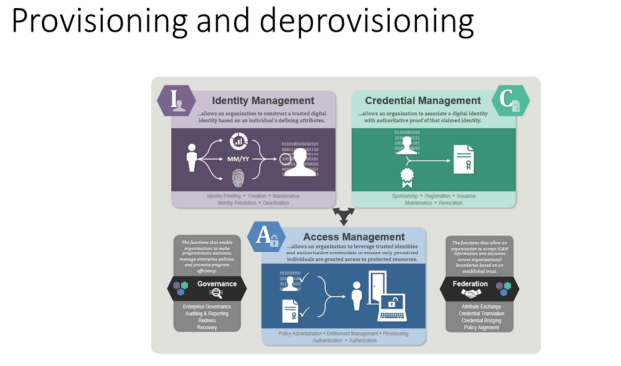 Provisioning and deprovisioning
I
Identity Management
...allows an organization to construct a trusted digital
identity based on an individual's defining attributes.
MM/YY
Identity Proofing • Creation • Maintenance
Identity Resolution • Deactivation
C
Credential Management
...allows an organization to associate a digital identity
with authoritative proof of that claimed identity.
Sponsorship • Registration • Issuance
Maintenance • Revocation
A
Access Management
...allows an organization to leverage trusted identities
and authoritative credentials to ensure only permitted
individuals are granted access to protected resources.
Policy Administration • Entitlement Management • Provisioning
Authentication • Authorization
The functions that enable
organizations to make
programmatic decisions,
manage enterprise policies,
and promote program
efficiency.
Governance
Enterprise Governance
Auditing & Reporting
Redress
Recovery
The functions that allow an
organization to accept ICAM
information and decisions
across organizational
boundaries based on an
established trust.
Federation
Attribute Exchange
Credential Translation
Credential Bridging
Policy Alignment